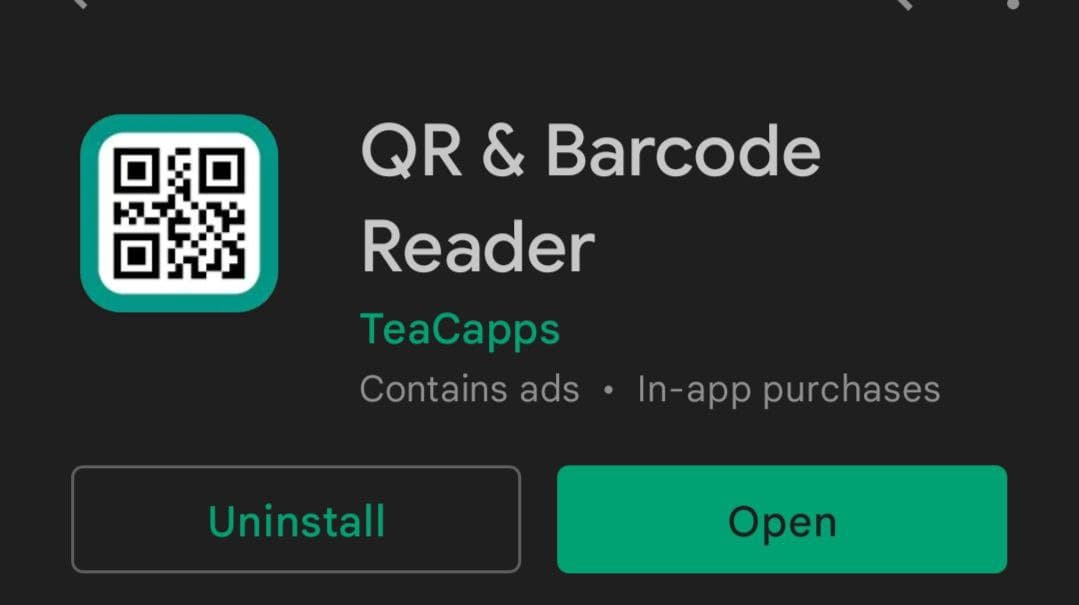 QR & Barcode
Reader
TeaCapps
Contains ads • In-app purchases
Uninstall
Open